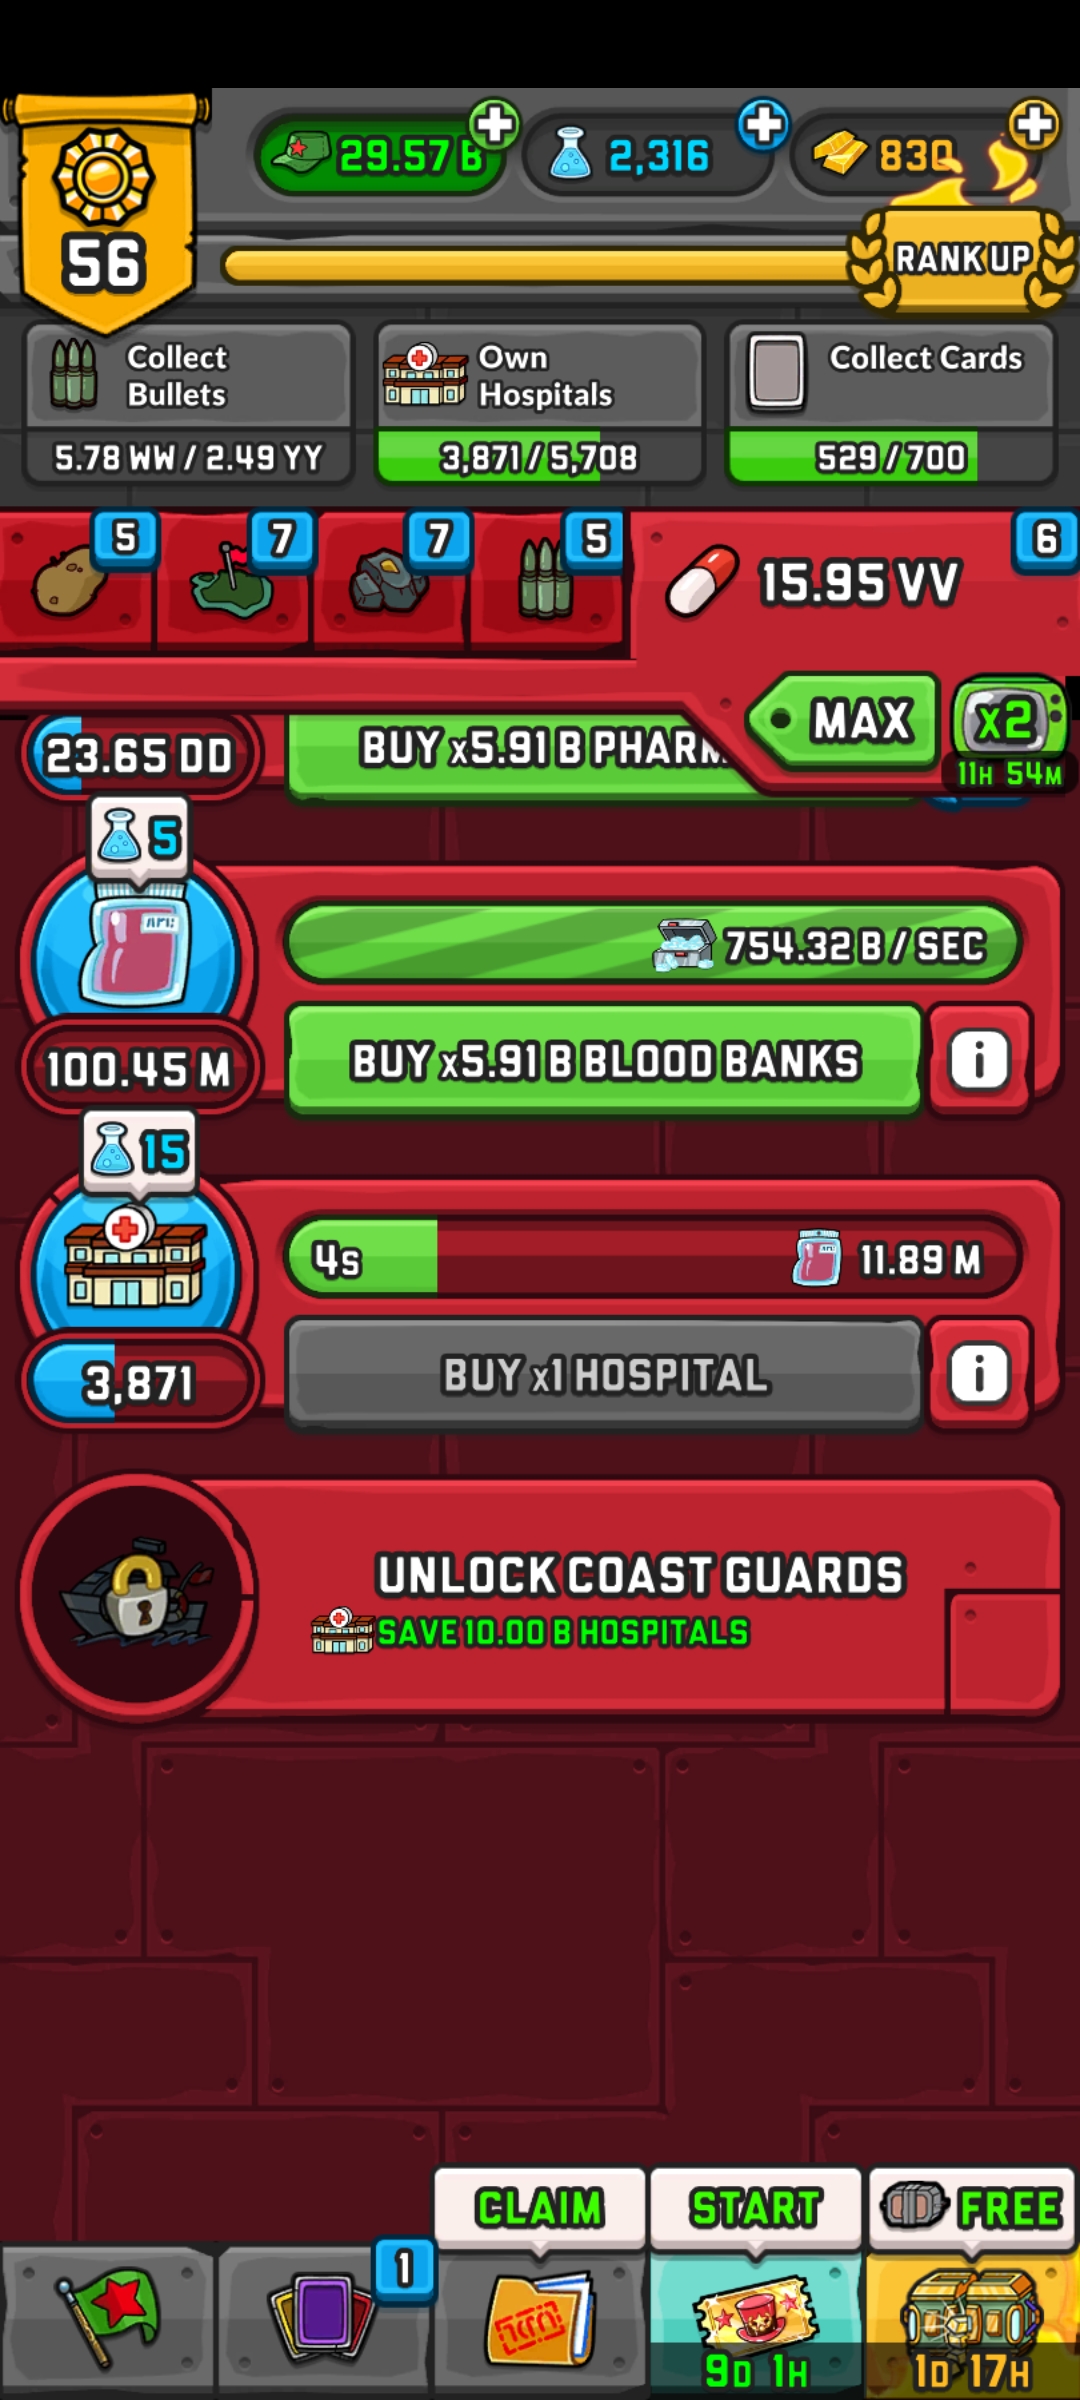 29.57 B
2,316
830
56
RANK UP
Collect
Bullets
5.78 WW / 2.49 YY
Own
Hospitals
3,871 / 5,708
Collect Cards
529 / 700
5
7
7
5
6
15.95 VV
MAX
x2
11H 54M
23.65 DD
BUY x5.91 B PHARM
5
754.32 B / SEC
BUY x5.91 B BLOOD BANKS
i
100.45 M
15
4s
11.89 M
BUY x1 HOSPITAL
i
3,871
UNLOCK COAST GUARDS
SAVE 10.00 B HOSPITALS
CLAIM
START
FREE
1
9D 1H
1D 17H